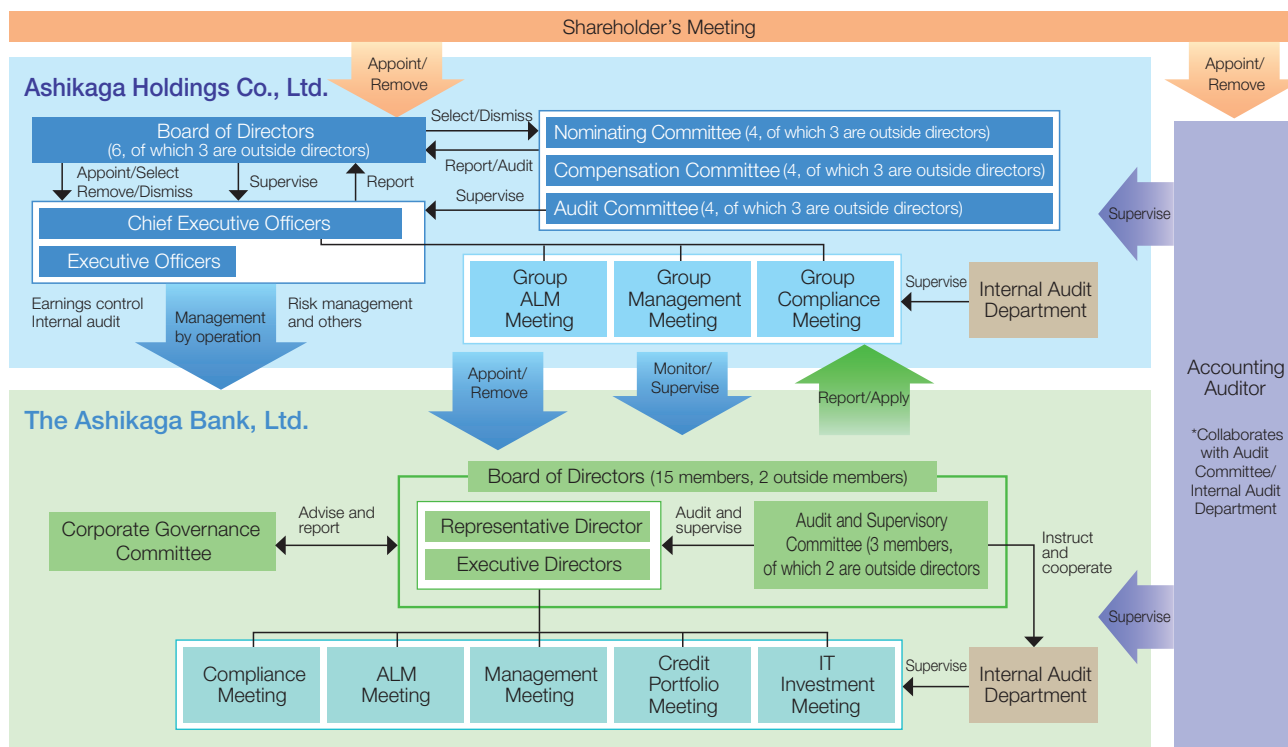 Shareholder's Meeting
Appoint/
Remove
Appoint/
Remove
Ashikaga Holdings Co., Ltd.
Board of Directors
(6, of which 3 are outside directors)
Select/Dismiss
Report/Audit
Nominating Committee (4, of which 3 are outside directors)
Compensation Committee (4, of which 3 are outside directors)
Audit Committee (4, of which 3 are outside directors)
Appoint/Select
Remove/Dismiss
Supervise
Report
Supervise
Chief Executive Officers
Executive Officers
Group
ALM
Meeting
Group
Management
Meeting
Group
Compliance
Meeting
Supervise
Internal Audit
Department
Supervise
Earnings control
Internal audit
Management
by operation
Risk management
and others
Appoint/
Remove
Monitor/
Supervise
Report/Apply
Accounting
Auditor
*Collaborates
with Audit
Committee/
Internal Audit
Department
The Ashikaga Bank, Ltd.
Board of Directors (15 members, 2 outside members)
Corporate Governance
Committee
Advise and
report
Representative Director
Executive Directors
Audit and
supervise
Audit and Supervisory
Committee (3 members,
of which 2 are outside directors
Instruct
and
cooperate
Supervise
Compliance
Meeting
ALM
Meeting
Management
Meeting
Credit
Portfolio
Meeting
IT
Investment
Meeting
Supervise
Internal Audit
Department